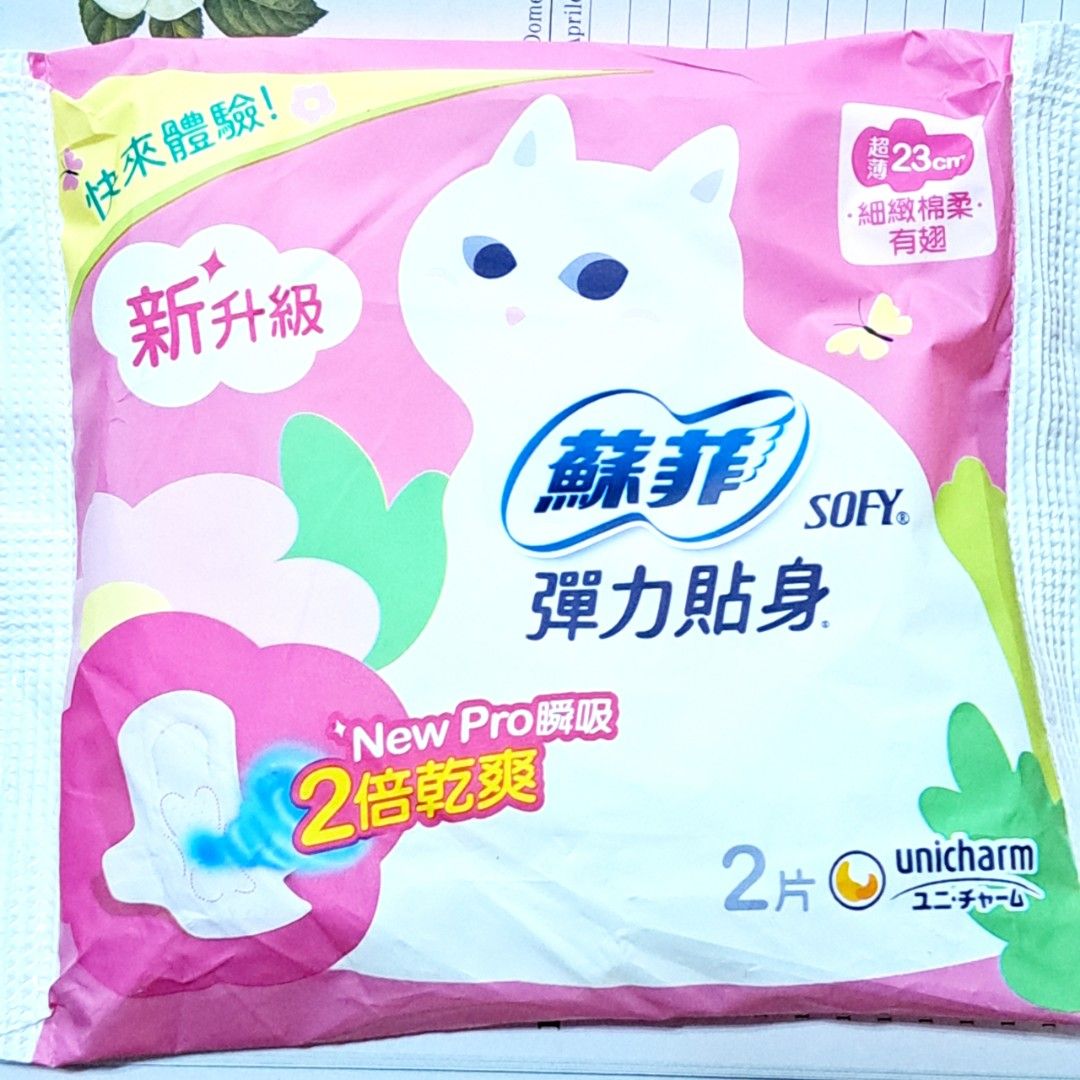 Dome
Aprile
快來體驗!
超薄 23cm
·細緻棉柔·
有翅
新升級
蘇菲
SOFY®
彈力貼身®
New Pro瞬吸
2倍乾爽
2片
unicharm
ユニ・チャーム